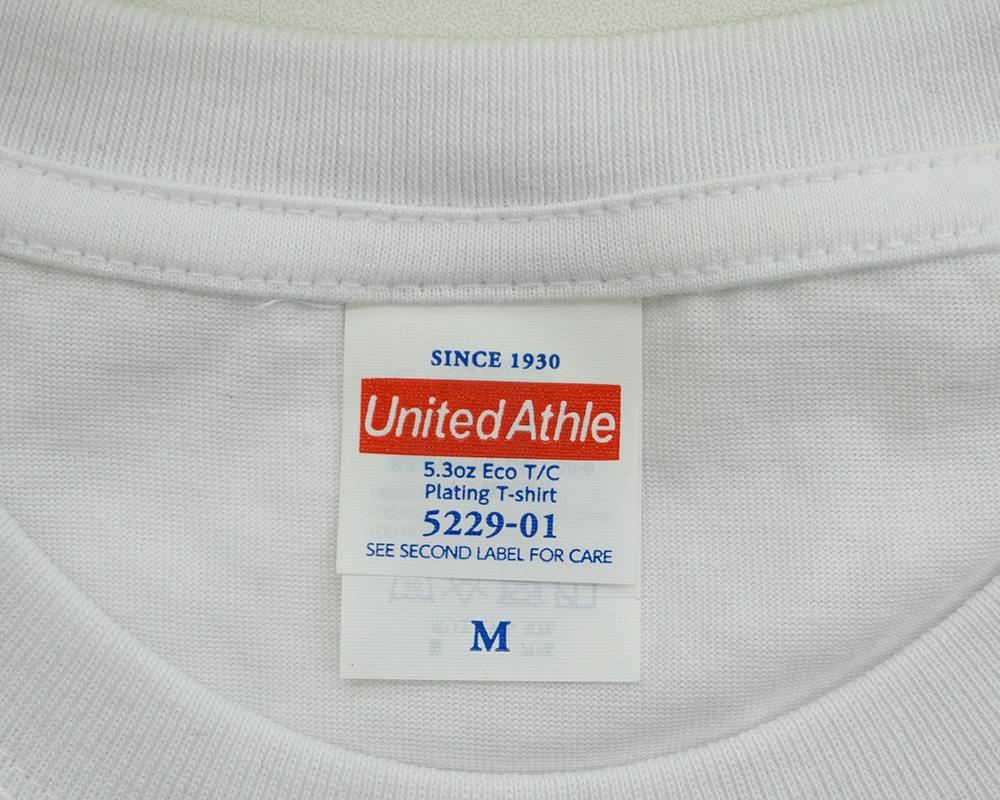 SINCE 1930
United Athle
5.3oz Eco T/C
Plating T-shirt
5229-01
SEE SECOND LABEL FOR CARE
M